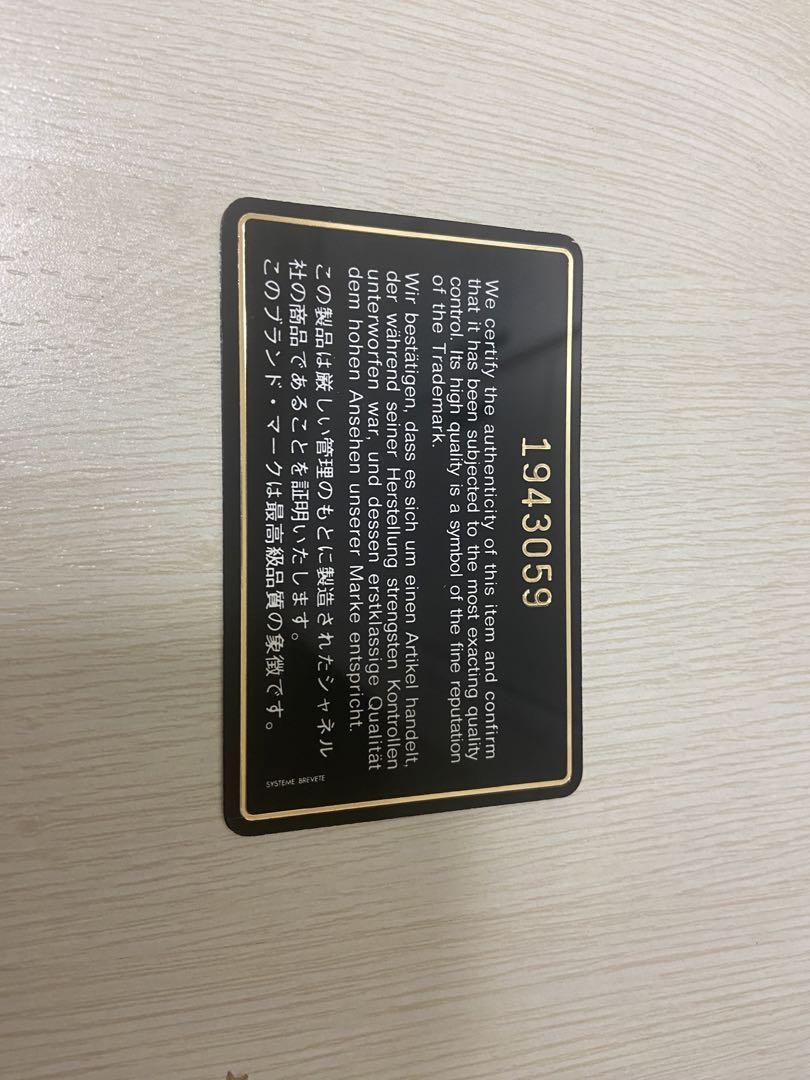 1943059
We certify the authenticity of this item and confirm
that it has been subjected to the most exacting quality
control. Its high quality is a symbol of the fine reputation
of the Trademark.
Wir bestätigen, dass es sich um einen Artikel handelt,
der während seiner Herstellung strengsten Kontrollen
unterworfen war, und dessen erstklassige Qualität
dem hohen Ansehen unserer Marke entspricht.
この製品は厳しい管理のもとに製造されたシャネル
社の商品であることを証明いたします。
このブランド・マークは最高級品質の象徴です。
SYSTEME BREVETE